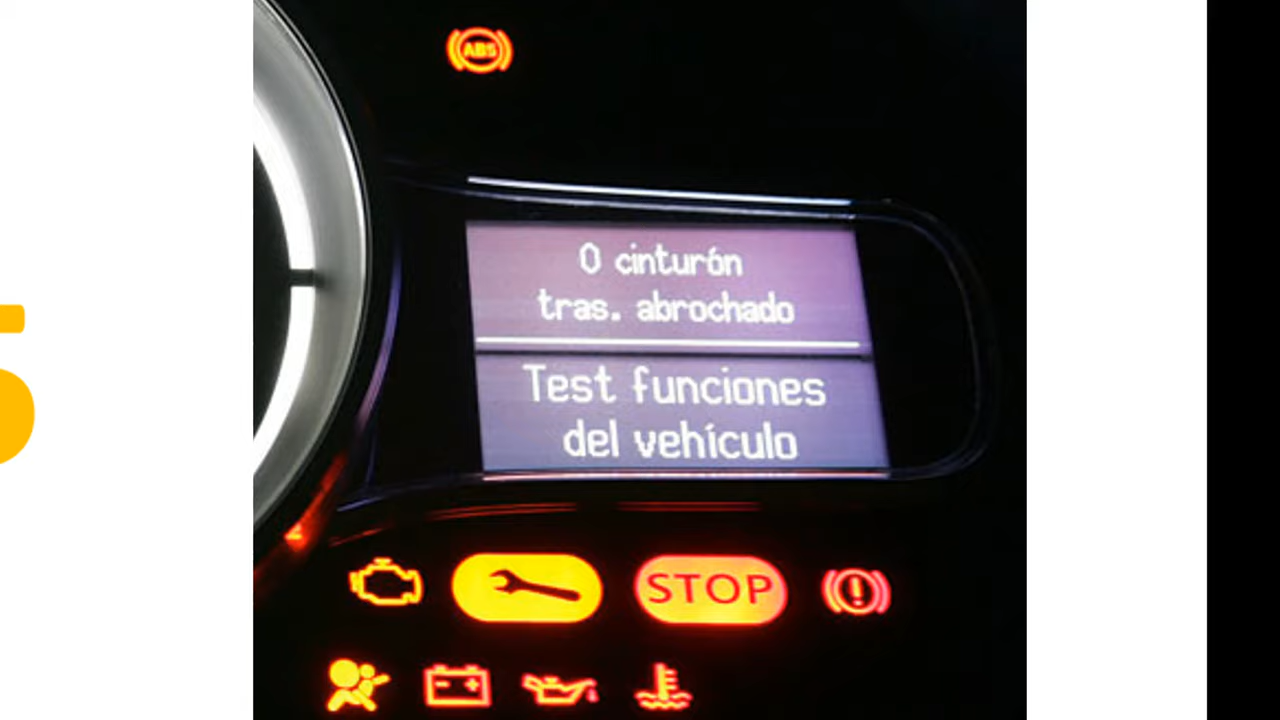 ABS
0 cinturón
tras. abrochado
Test funciones
del vehículo
STOP